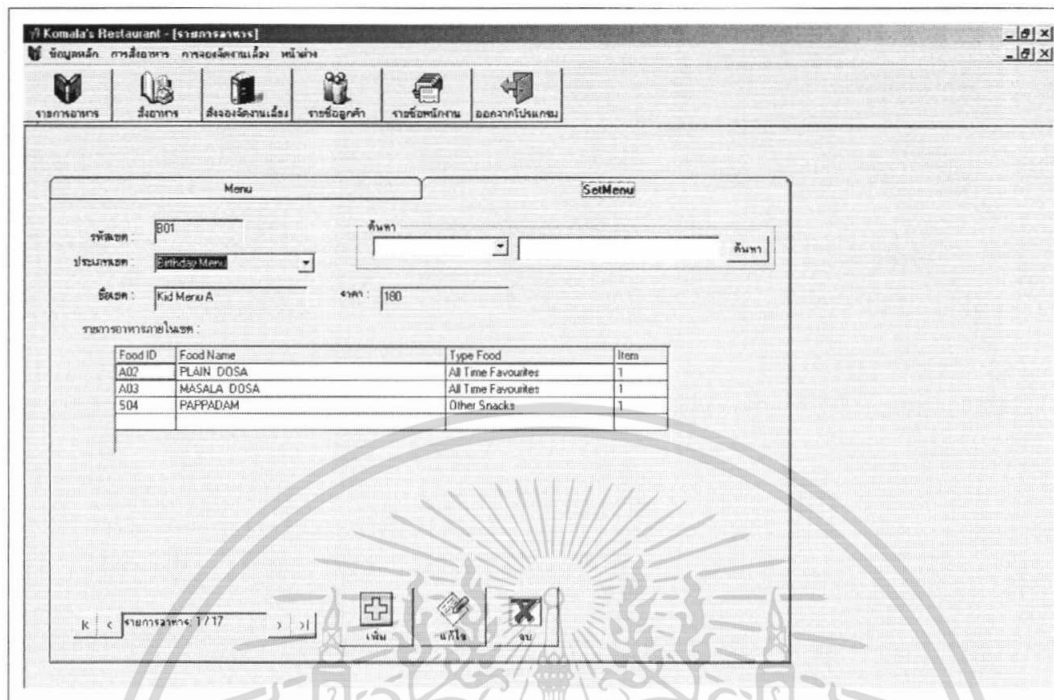 Komala's Restaurant - [รายการอาหาร]
ข้อมูลหลัก การสั่งอาหาร การจองจัดงานเลี้ยง หน้าต่าง
รายการอาหาร สั่งอาหาร สั่งจองจัดงานเลี้ยง รายชื่อลูกค้า รายชื่อพนักงาน ออกจากโปรแกรม
Menu SetMenu
รหัสเซต : B01 ค้นหา
ค้นหา
ประเภทเซต : Birthday Menu
ชื่อเซต : Kid Menu A ราคา : 180
รายการอาหารภายในเซต :
Food ID Food Name Type Food Item
A02 PLAIN DOSA All Time Favourites 1
A03 MASALA DOSA All Time Favourites 1
S04 PAPPADAM Other Snacks 1
รายการอาหาร: 1 / 17
เพิ่ม แก้ไข ลบ